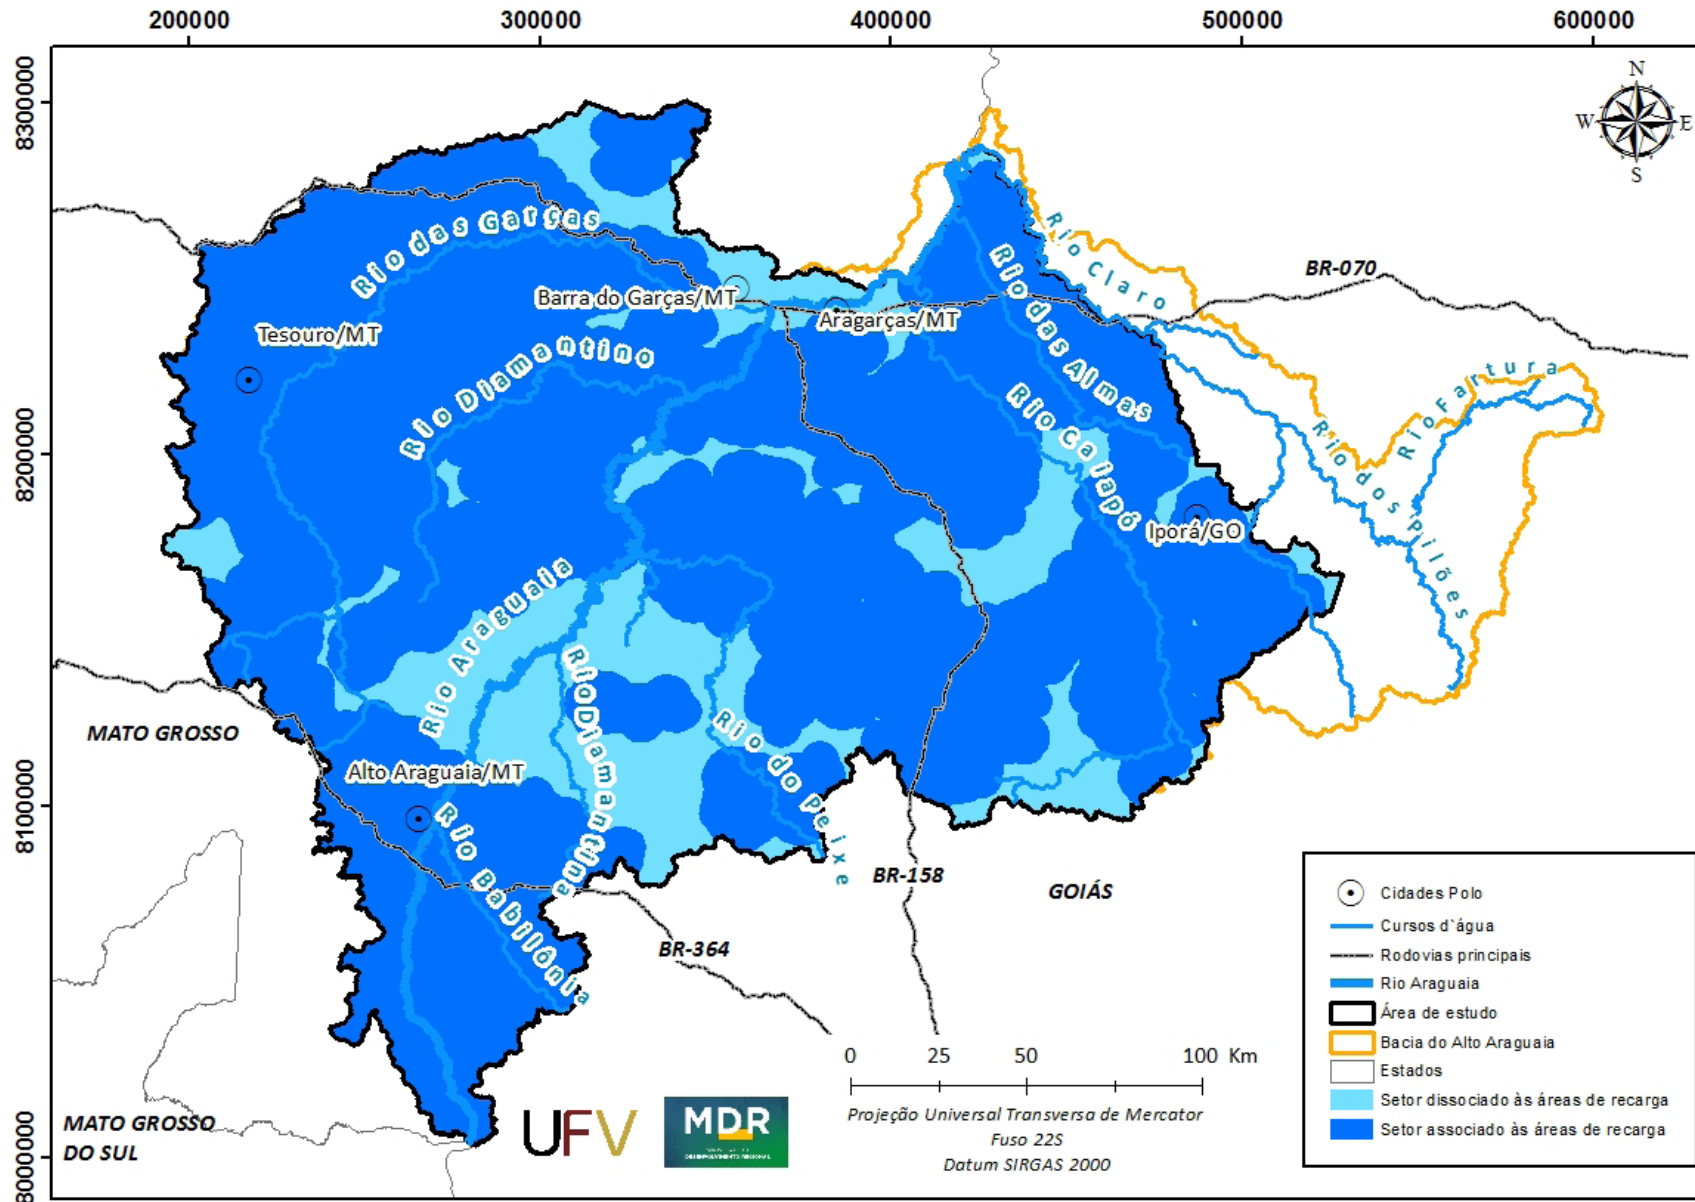 200000
300000
400000
500000
600000
8300000
8200000
8100000
8000000
N
W
E
S
Rio das Garças
Rio Claro
BR-070
Barra do Garças/MT
Aragarças/MT
Tesouro/MT
Rio Diamantino
Rio das Almas
Rio Fartura
Rio Caiapó
Rio dos Pilões
Iporá/GO
Rio Araguaia
Rio Diamantina
Rio do Peixe
MATO GROSSO
Alto Araguaia/MT
Rio Babilônia
BR-158
GOIÁS
BR-364
MATO GROSSO
DO SUL
0 25 50 100 Km
Projeção Universal Transversa de Mercator
Fuso 22S
Datum SIRGAS 2000
UFV
MDR
Cidades Polo
Cursos d`água
Rodovias principais
Rio Araguaia
Área de estudo
Bacia do Alto Araguaia
Estados
Setor dissociado às áreas de recarga
Setor associado às áreas de recarga